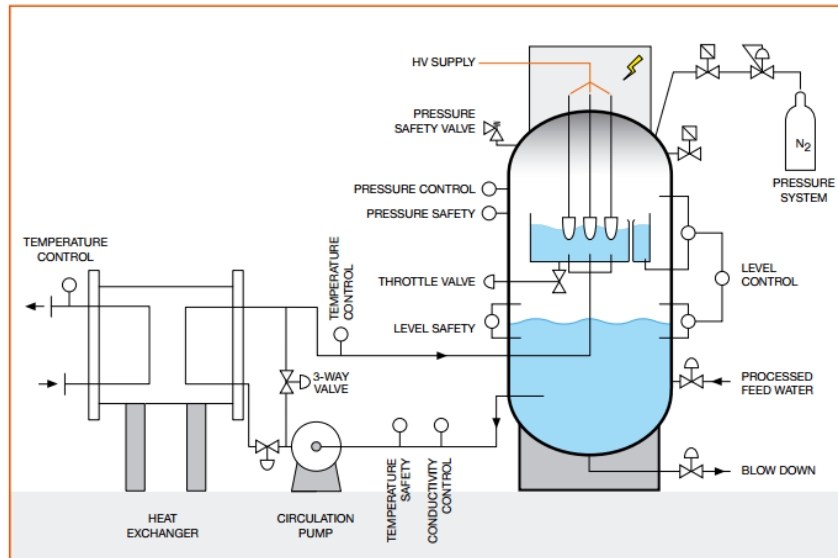 HV SUPPLY
PRESSURE
SAFETY VALVE
N2
PRESSURE
SYSTEM
PRESSURE CONTROL
PRESSURE SAFETY
TEMPERATURE
CONTROL
TEMPERATURE
CONTROL
THROTTLE VALVE
LEVEL
CONTROL
LEVEL SAFETY
3-WAY
VALVE
PROCESSED
FEED WATER
TEMPERATURE
SAFETY
CONDUCTIVITY
CONTROL
BLOW DOWN
HEAT
EXCHANGER
CIRCULATION
PUMP